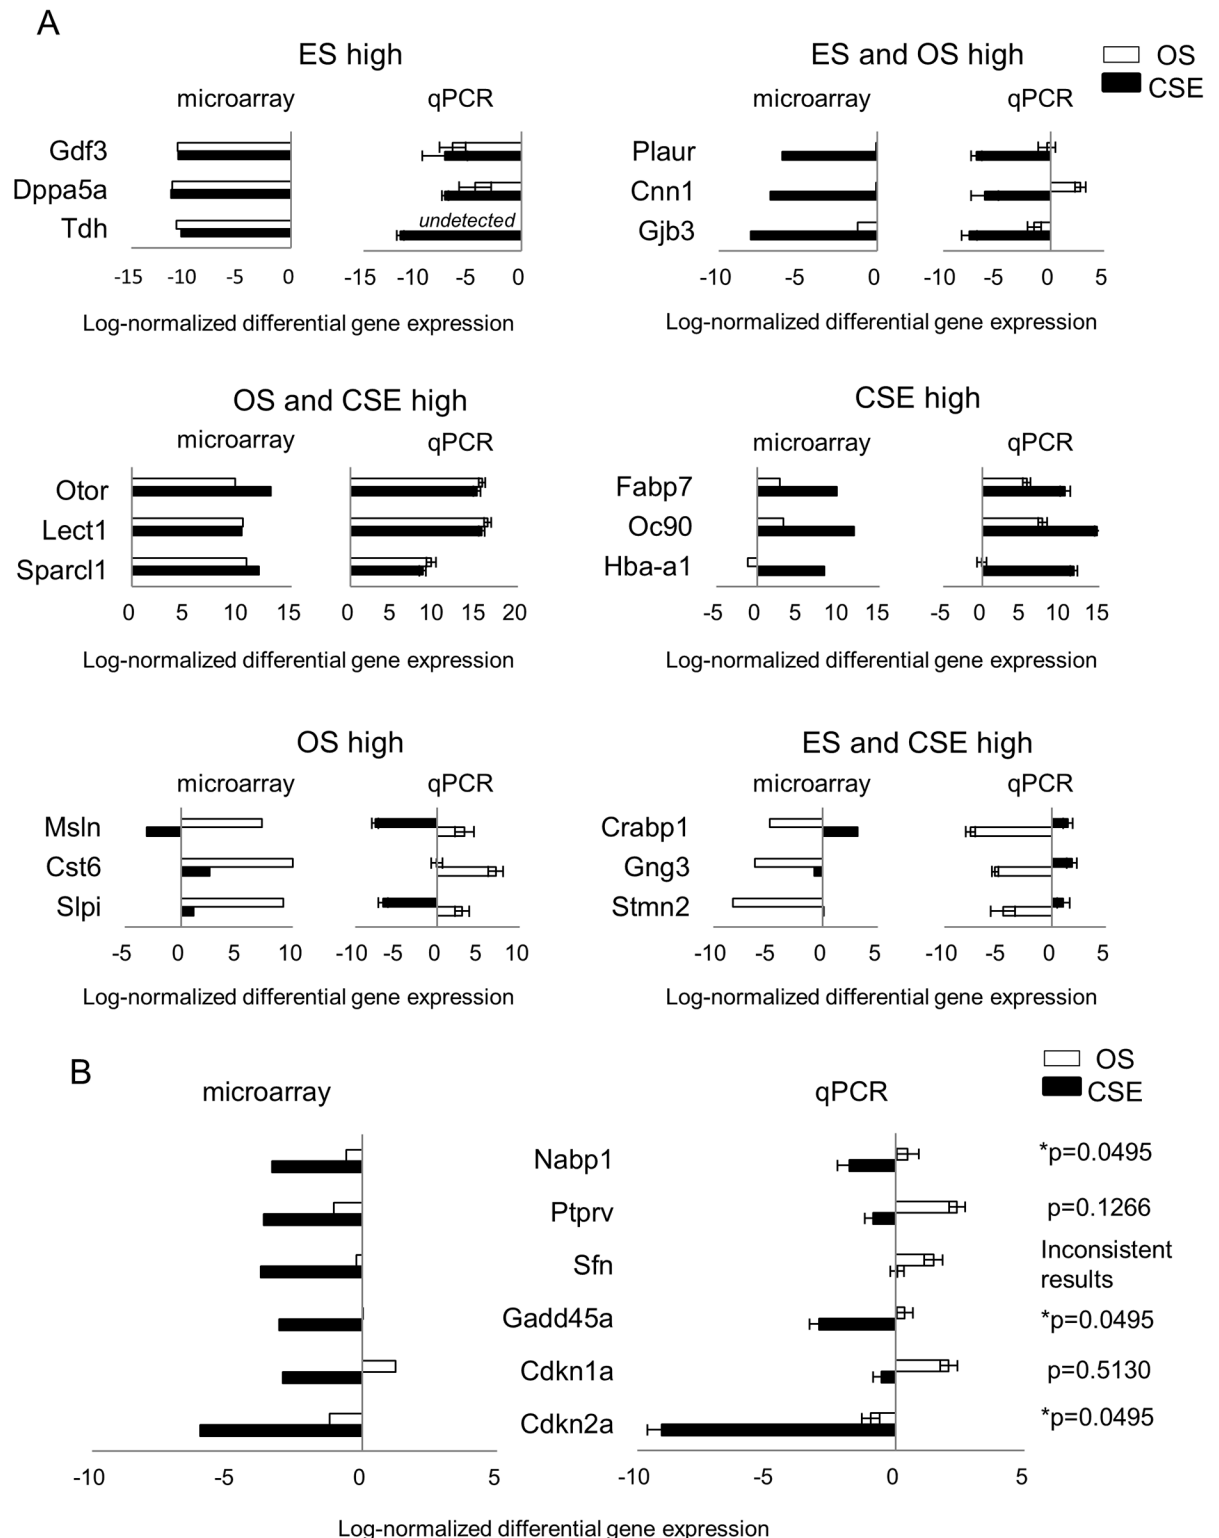 A
ES high
ES and OS high
OS
CSE
microarray
qPCR
microarray
qPCR
Gdf3
Dppa5a
Tdh
undetected
Plaur
Cnn1
Gjb3
-15 -10 -5 0
-15 -10 -5 0
-10 -5 0
-10 -5 0 5
Log-normalized differential gene expression
Log-normalized differential gene expression
OS and CSE high
CSE high
microarray
qPCR
microarray
qPCR
Otor
Lect1
Sparcl1
Fabp7
Oc90
Hba-a1
0 5 10 15
0 5 10 15 20
-5 0 5 10 15
-5 0 5 10 15
Log-normalized differential gene expression
Log-normalized differential gene expression
OS high
ES and CSE high
microarray
qPCR
microarray
qPCR
Msln
Cst6
Slpi
Crabp1
Gng3
Stmn2
-5 0 5 10
-10 -5 0 5 10
-10 -5 0 5
-10 -5 0 5
Log-normalized differential gene expression
Log-normalized differential gene expression
B
microarray
qPCR
OS
CSE
Nabp1
*p=0.0495
Ptprv
p=0.1266
Sfn
Inconsistent
results
Gadd45a
*p=0.0495
Cdkn1a
p=0.5130
Cdkn2a
*p=0.0495
-10 -5 0 5
-10 -5 0 5
Log-normalized differential gene expression